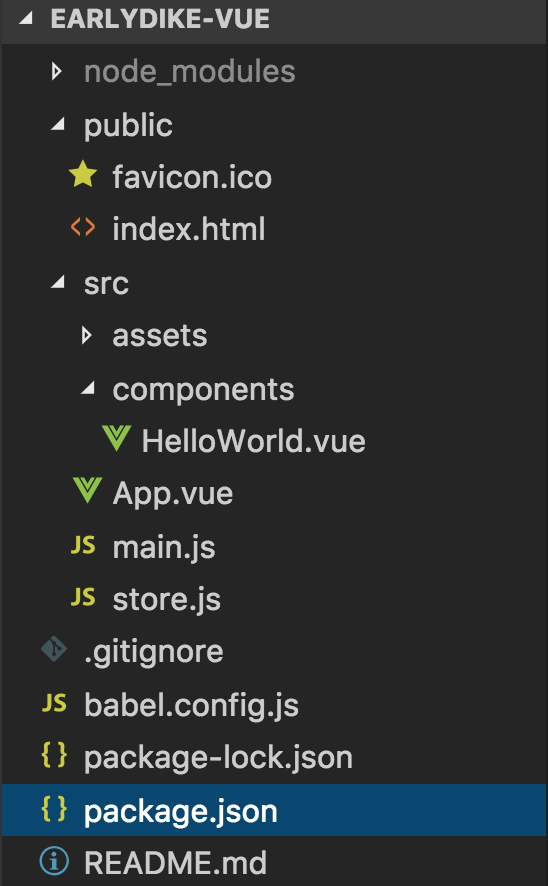 EARLYDIKE-VUE
node_modules
public
favicon.ico
index.html
src
assets
components
HelloWorld.vue
App.vue
JS main.js
JS store.js
.gitignore
JS babel.config.js
{ } package-lock.json
{ } package.json
README.md